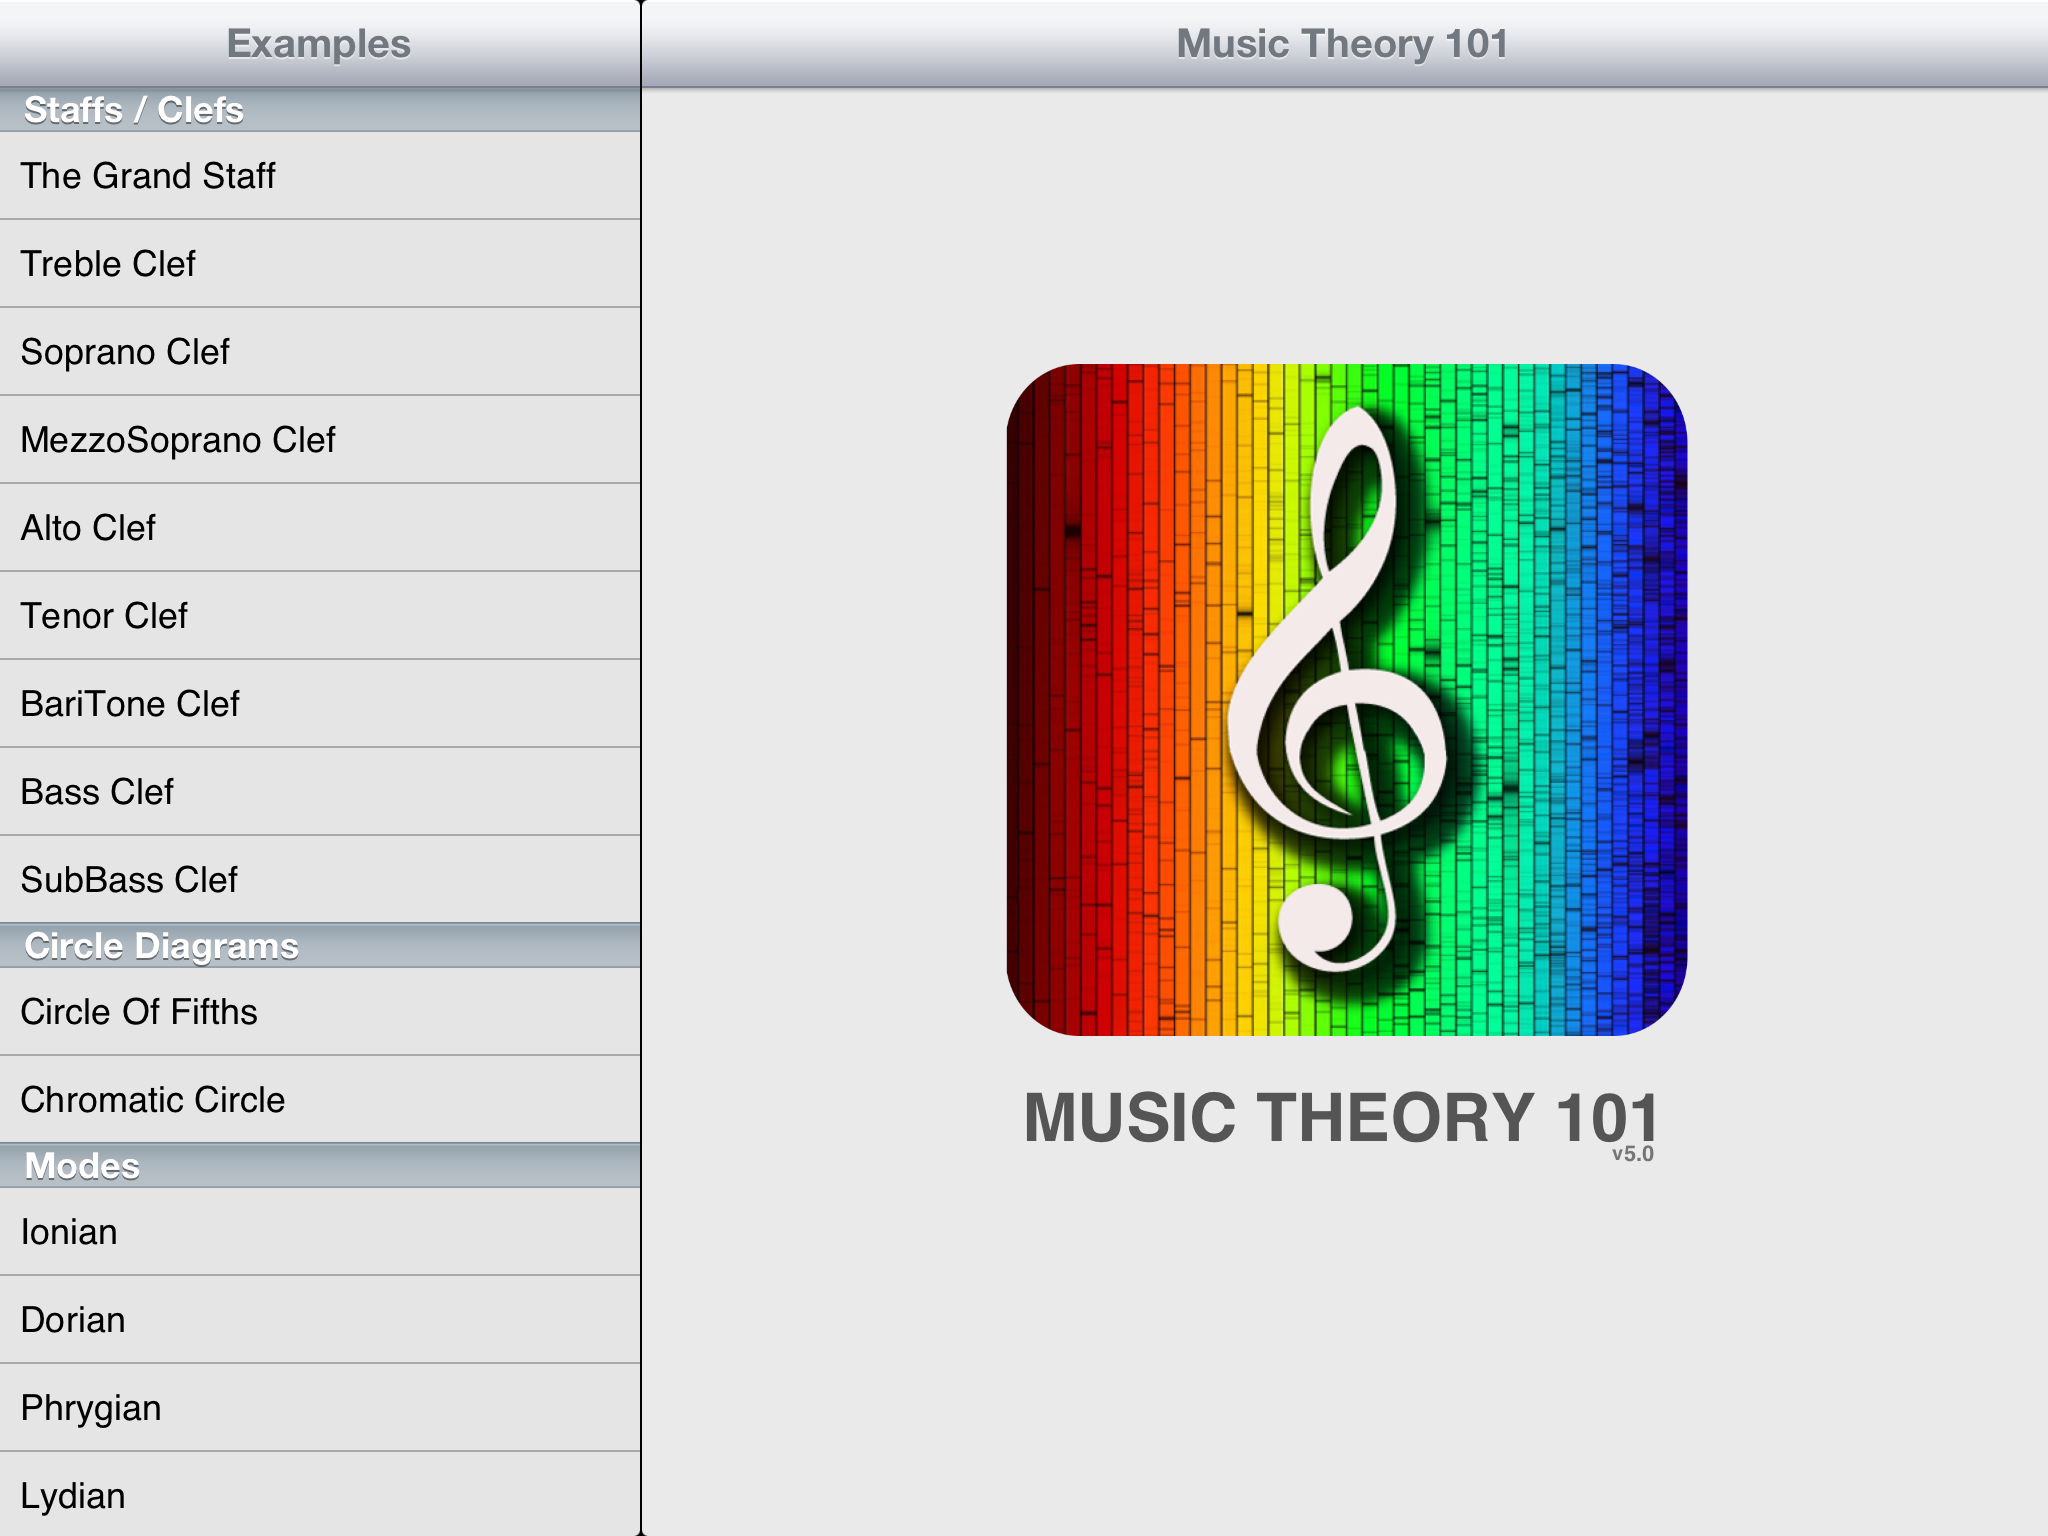 Examples
Staffs / Clefs
The Grand Staff
Treble Clef
Soprano Clef
MezzoSoprano Clef
Alto Clef
Tenor Clef
BariTone Clef
Bass Clef
SubBass Clef
Circle Diagrams
Circle Of Fifths
Chromatic Circle
Modes
Ionian
Dorian
Phrygian
Lydian
Music Theory 101
MUSIC THEORY 101
v5.0